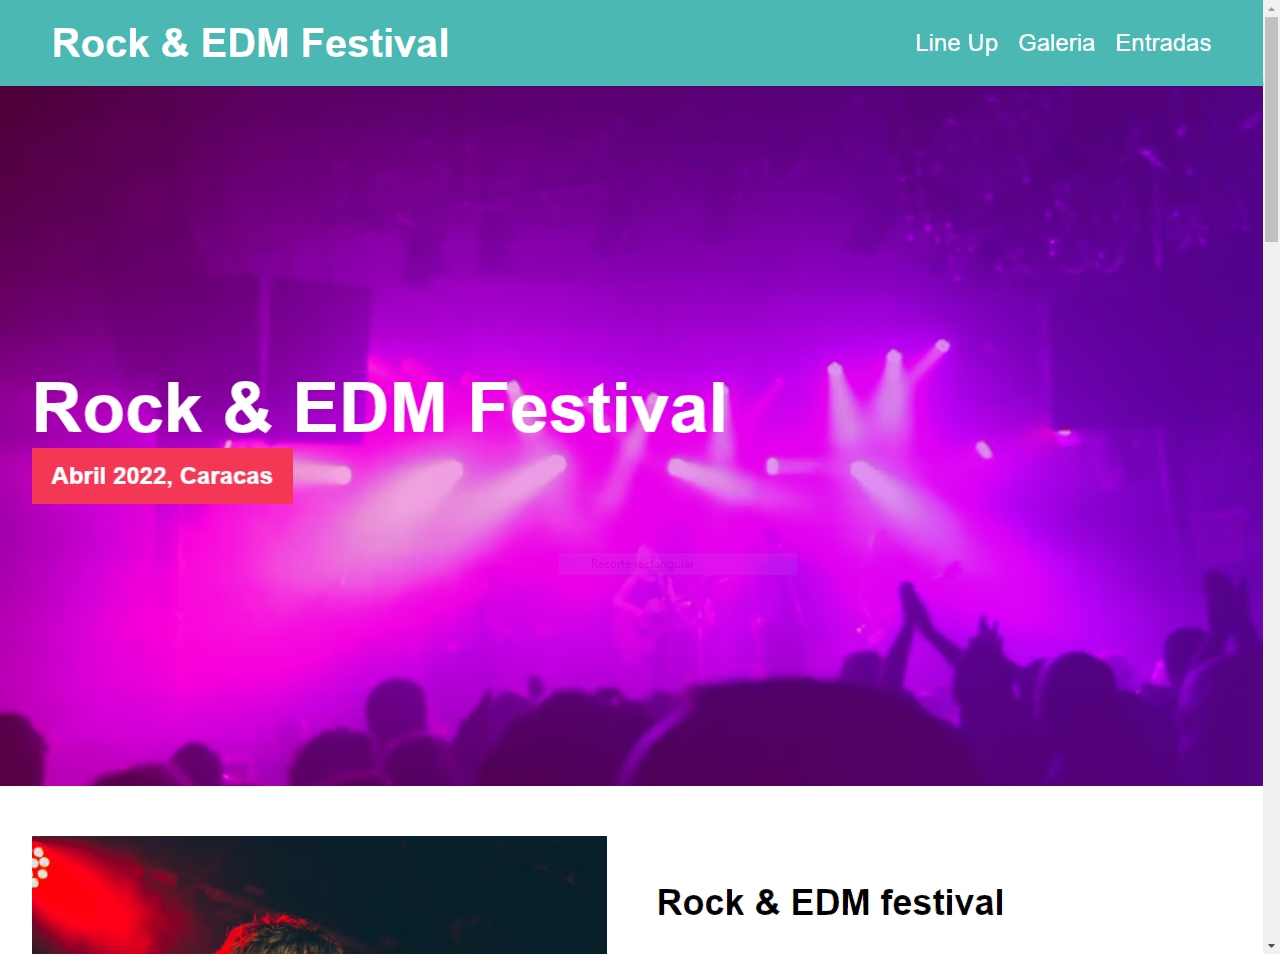 Rock & EDM Festival
Line Up Galeria Entradas
Rock & EDM Festival
Abril 2022, Caracas
Recorte rectangular
Rock & EDM festival